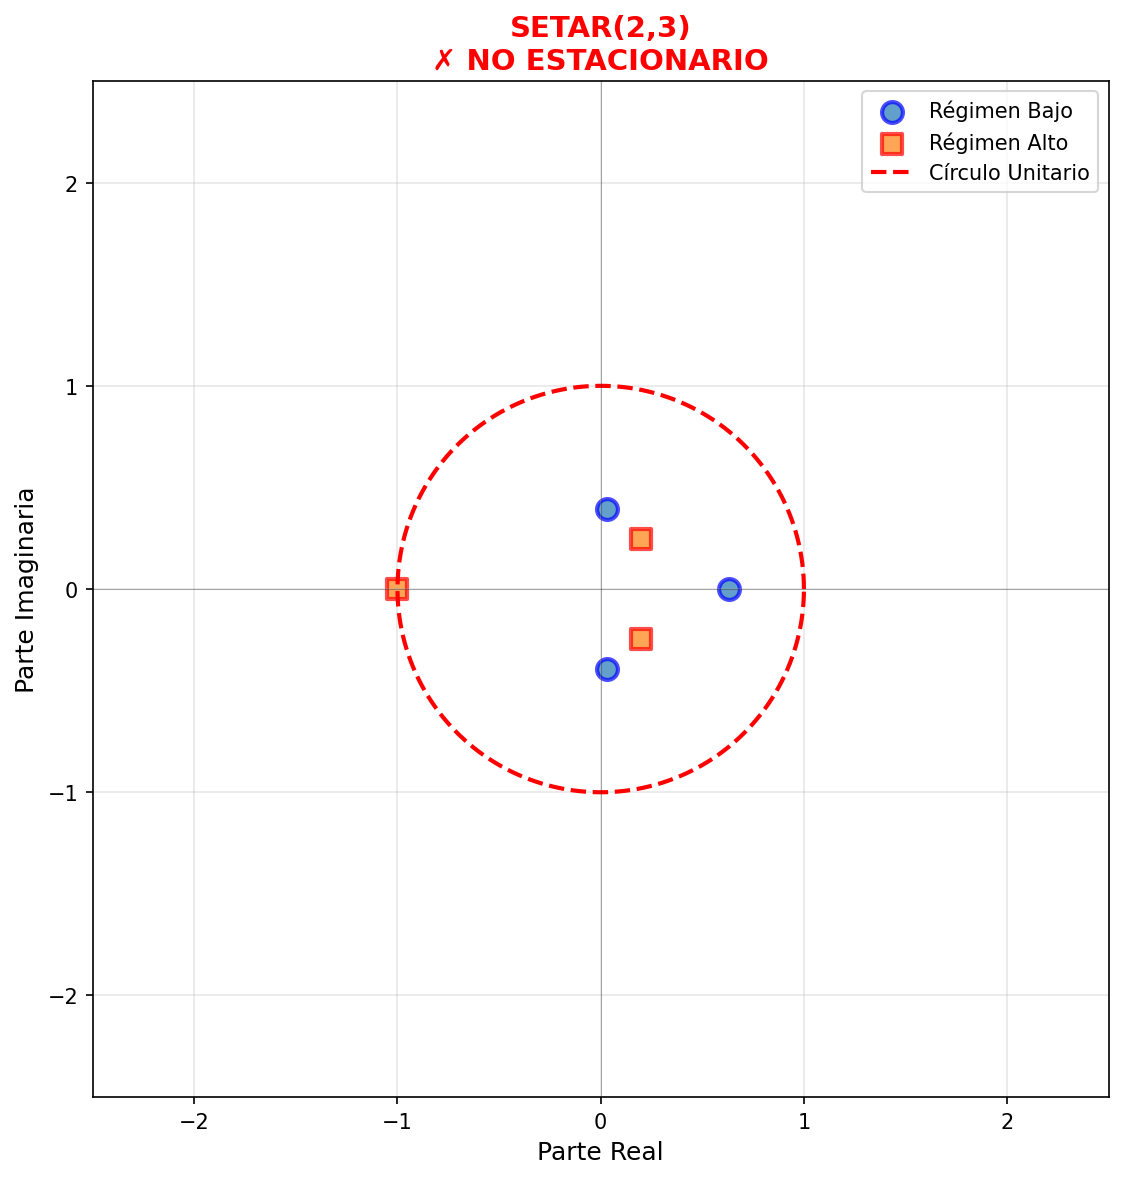 SETAR(2,3)
✗ NO ESTACIONARIO
Régimen Bajo
Régimen Alto
Círculo Unitario
2
1
0
−1
−2
Parte Imaginaria
−2
−1
0
1
2
Parte Real